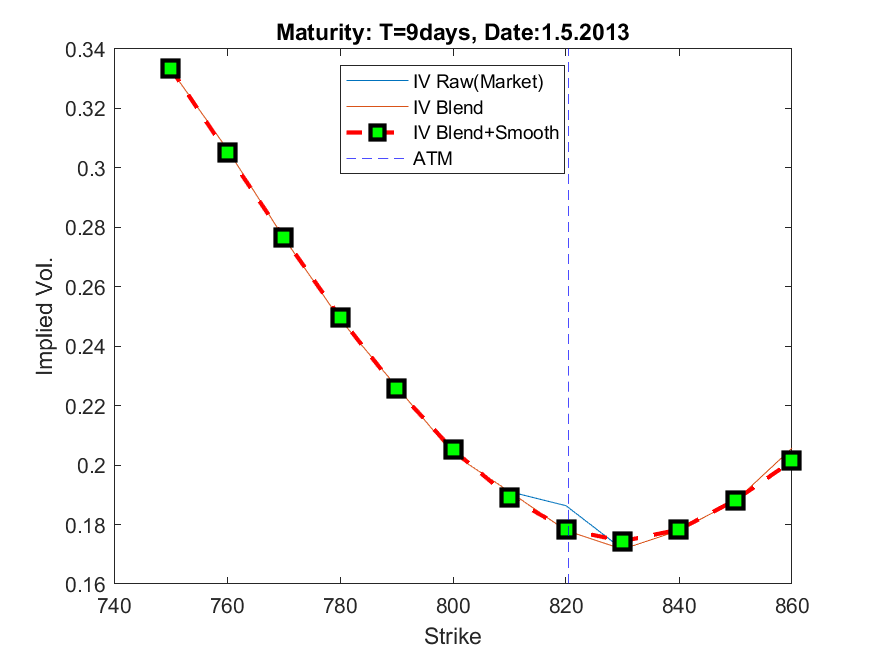 Maturity: T=9days, Date:1.5.2013
0.34
0.32
0.3
0.28
0.26
0.24
0.22
0.2
0.18
0.16
Implied Vol.
IV Raw(Market)
IV Blend
IV Blend+Smooth
ATM
740 760 780 800 820 840 860
Strike